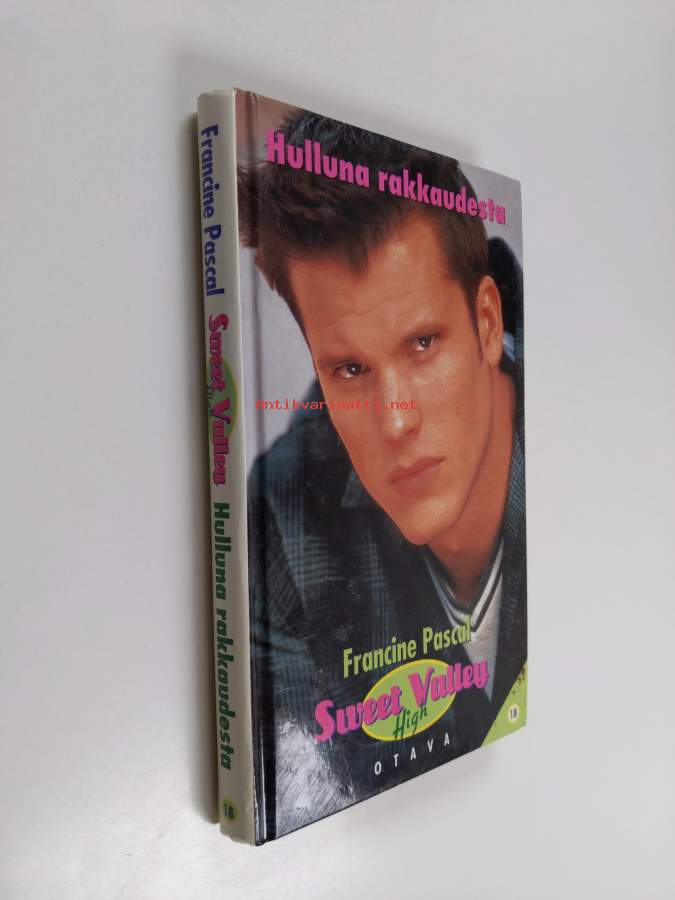 Francine Pascal
Sweet Valley
High
Hulluna rakkaudesta
18
Hulluna rakkaudesta
antikvariaatti.net
Francine Pascal
Sweet Valley
High
OTAVA
18